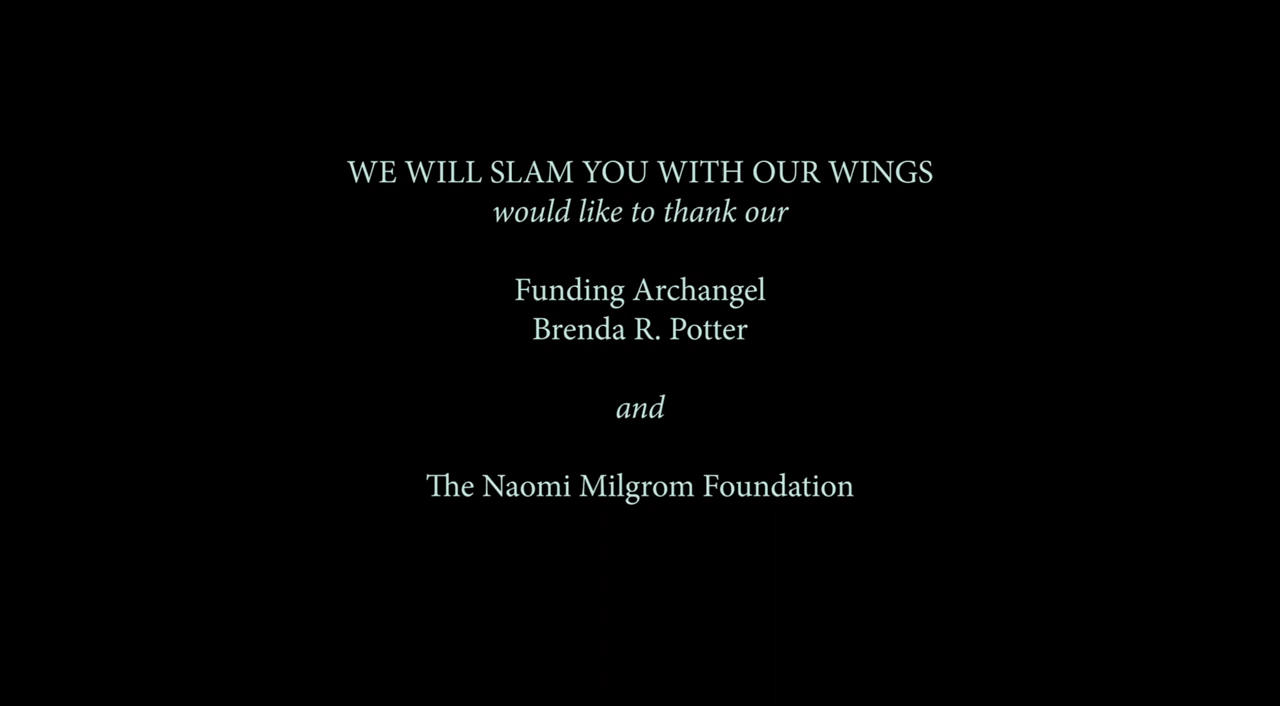 WE WILL SLAM YOU WITH OUR WINGS
would like to thank our
Funding Archangel
Brenda R. Potter
and
The Naomi Milgrom Foundation